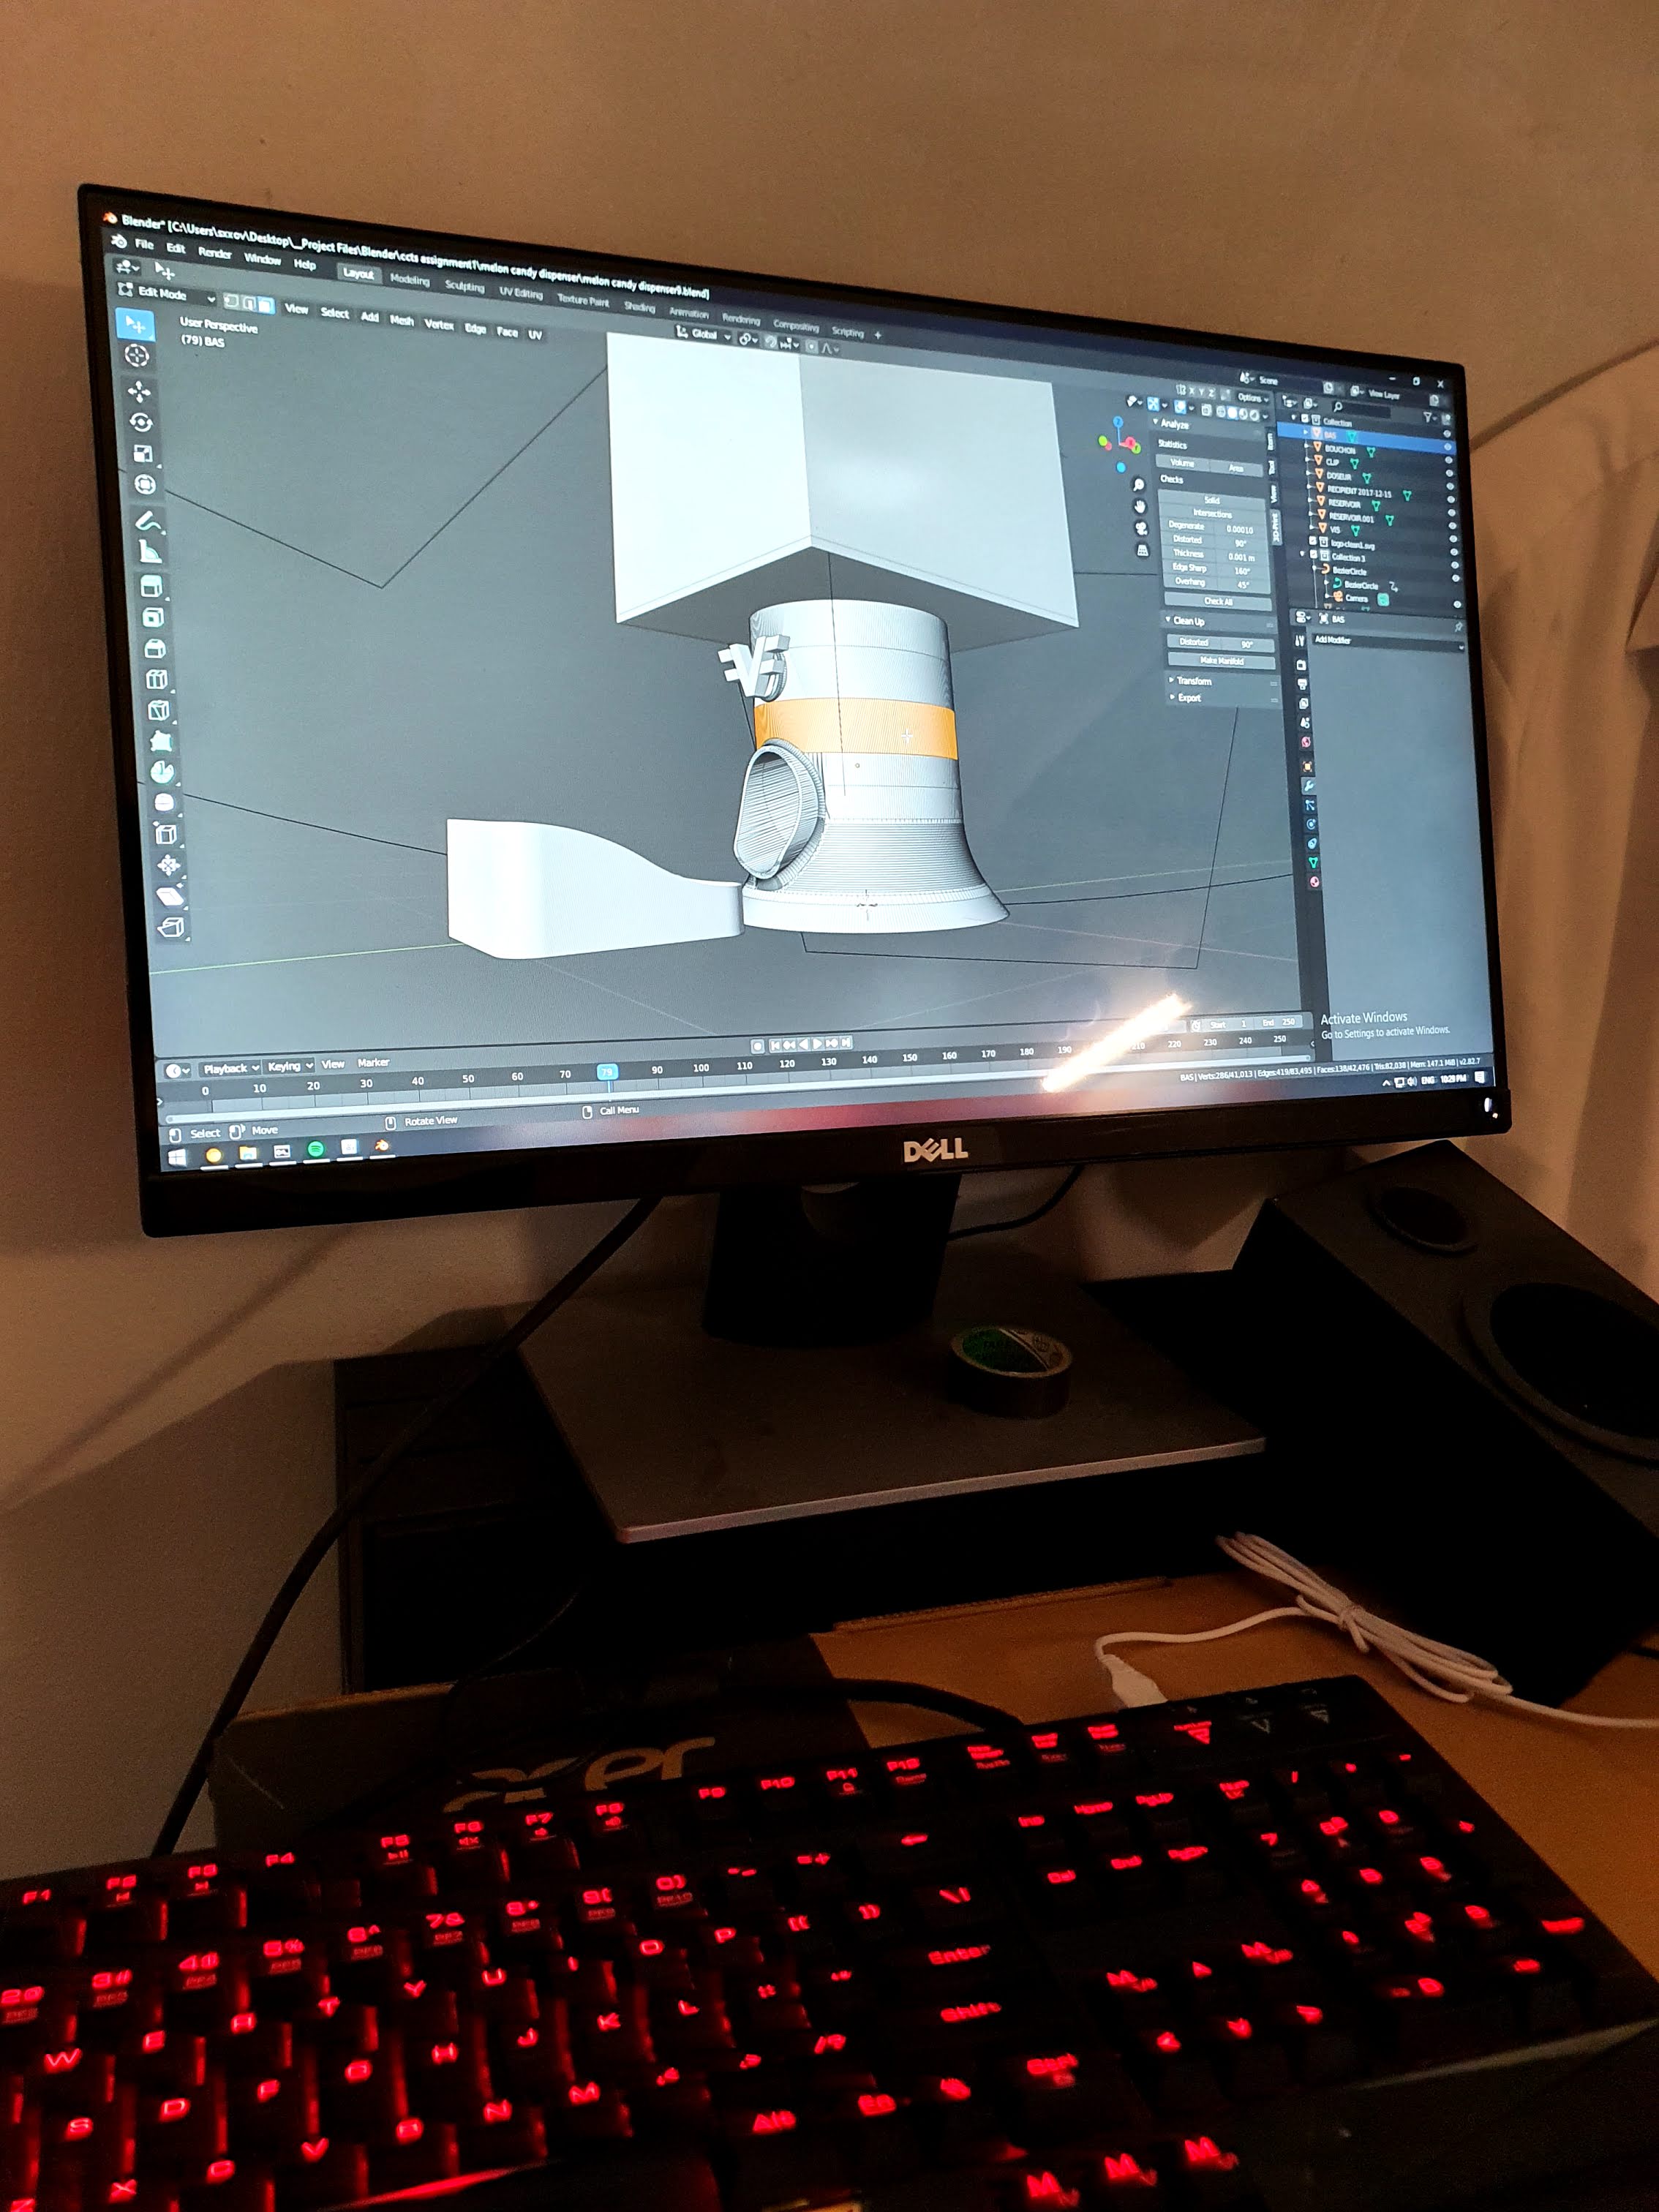 Blender* [C:\Users\sxxov\Desktop\_Project Files\Blender\ccts assignment1\melon candy dispenser\melon candy dispenser9.blend]
File Edit Render Window Help Layout Modeling Sculpting UV Editing Texture Paint Shading Animation Rendering Compositing Scripting +
Scene View Layer
Edit Mode View Select Add Mesh Vertex Edge Face UV Global
X Y Z Options
User Perspective
(79) BAS
Analyze
Statistics
Volume Area
Checks
Solid
Intersections
Degenerate 0.00010
Distorted 90°
Thickness 0.001 m
Edge Sharp 160°
Overhang 45°
Check All
Clean Up
Distorted 90°
Make Manifold
Transform
Export
Item
Tool
View
3D-Print
Collection
BAS
BOUCHON
CLIP
DOSEUR
RECIPIENT 2017-12-15
RESERVOIR
RESERVOIR.001
VIS
logo-clean1.svg
Collection 3
BezierCircle
BezierCircle
Camera
BAS
Add Modifier
Activate Windows
Go to Settings to activate Windows.
Playback Keying View Marker
Start 1 End 250
0 10 20 30 40 50 60 70 79 90 100 110 120 130 140 150 160 170 180 190 210 220 230 240 250
Select Move Rotate View Call Menu
BAS | Verts:286/41,013 | Edges:419/83,495 | Faces:138/42,476 | Tris:82,038 | Mem: 147.1 MiB | v2.82.7
ENG 10:29 PM
DELL
acer
F1 F2 F3 F4 F5 F6 F7 F8 F9 F10 F11 F12
Ins Home PgUp
Del End PgDn
W E R T Y U I O P
Enter
S D F G H J K L
Shift
X C V B N M
Alt